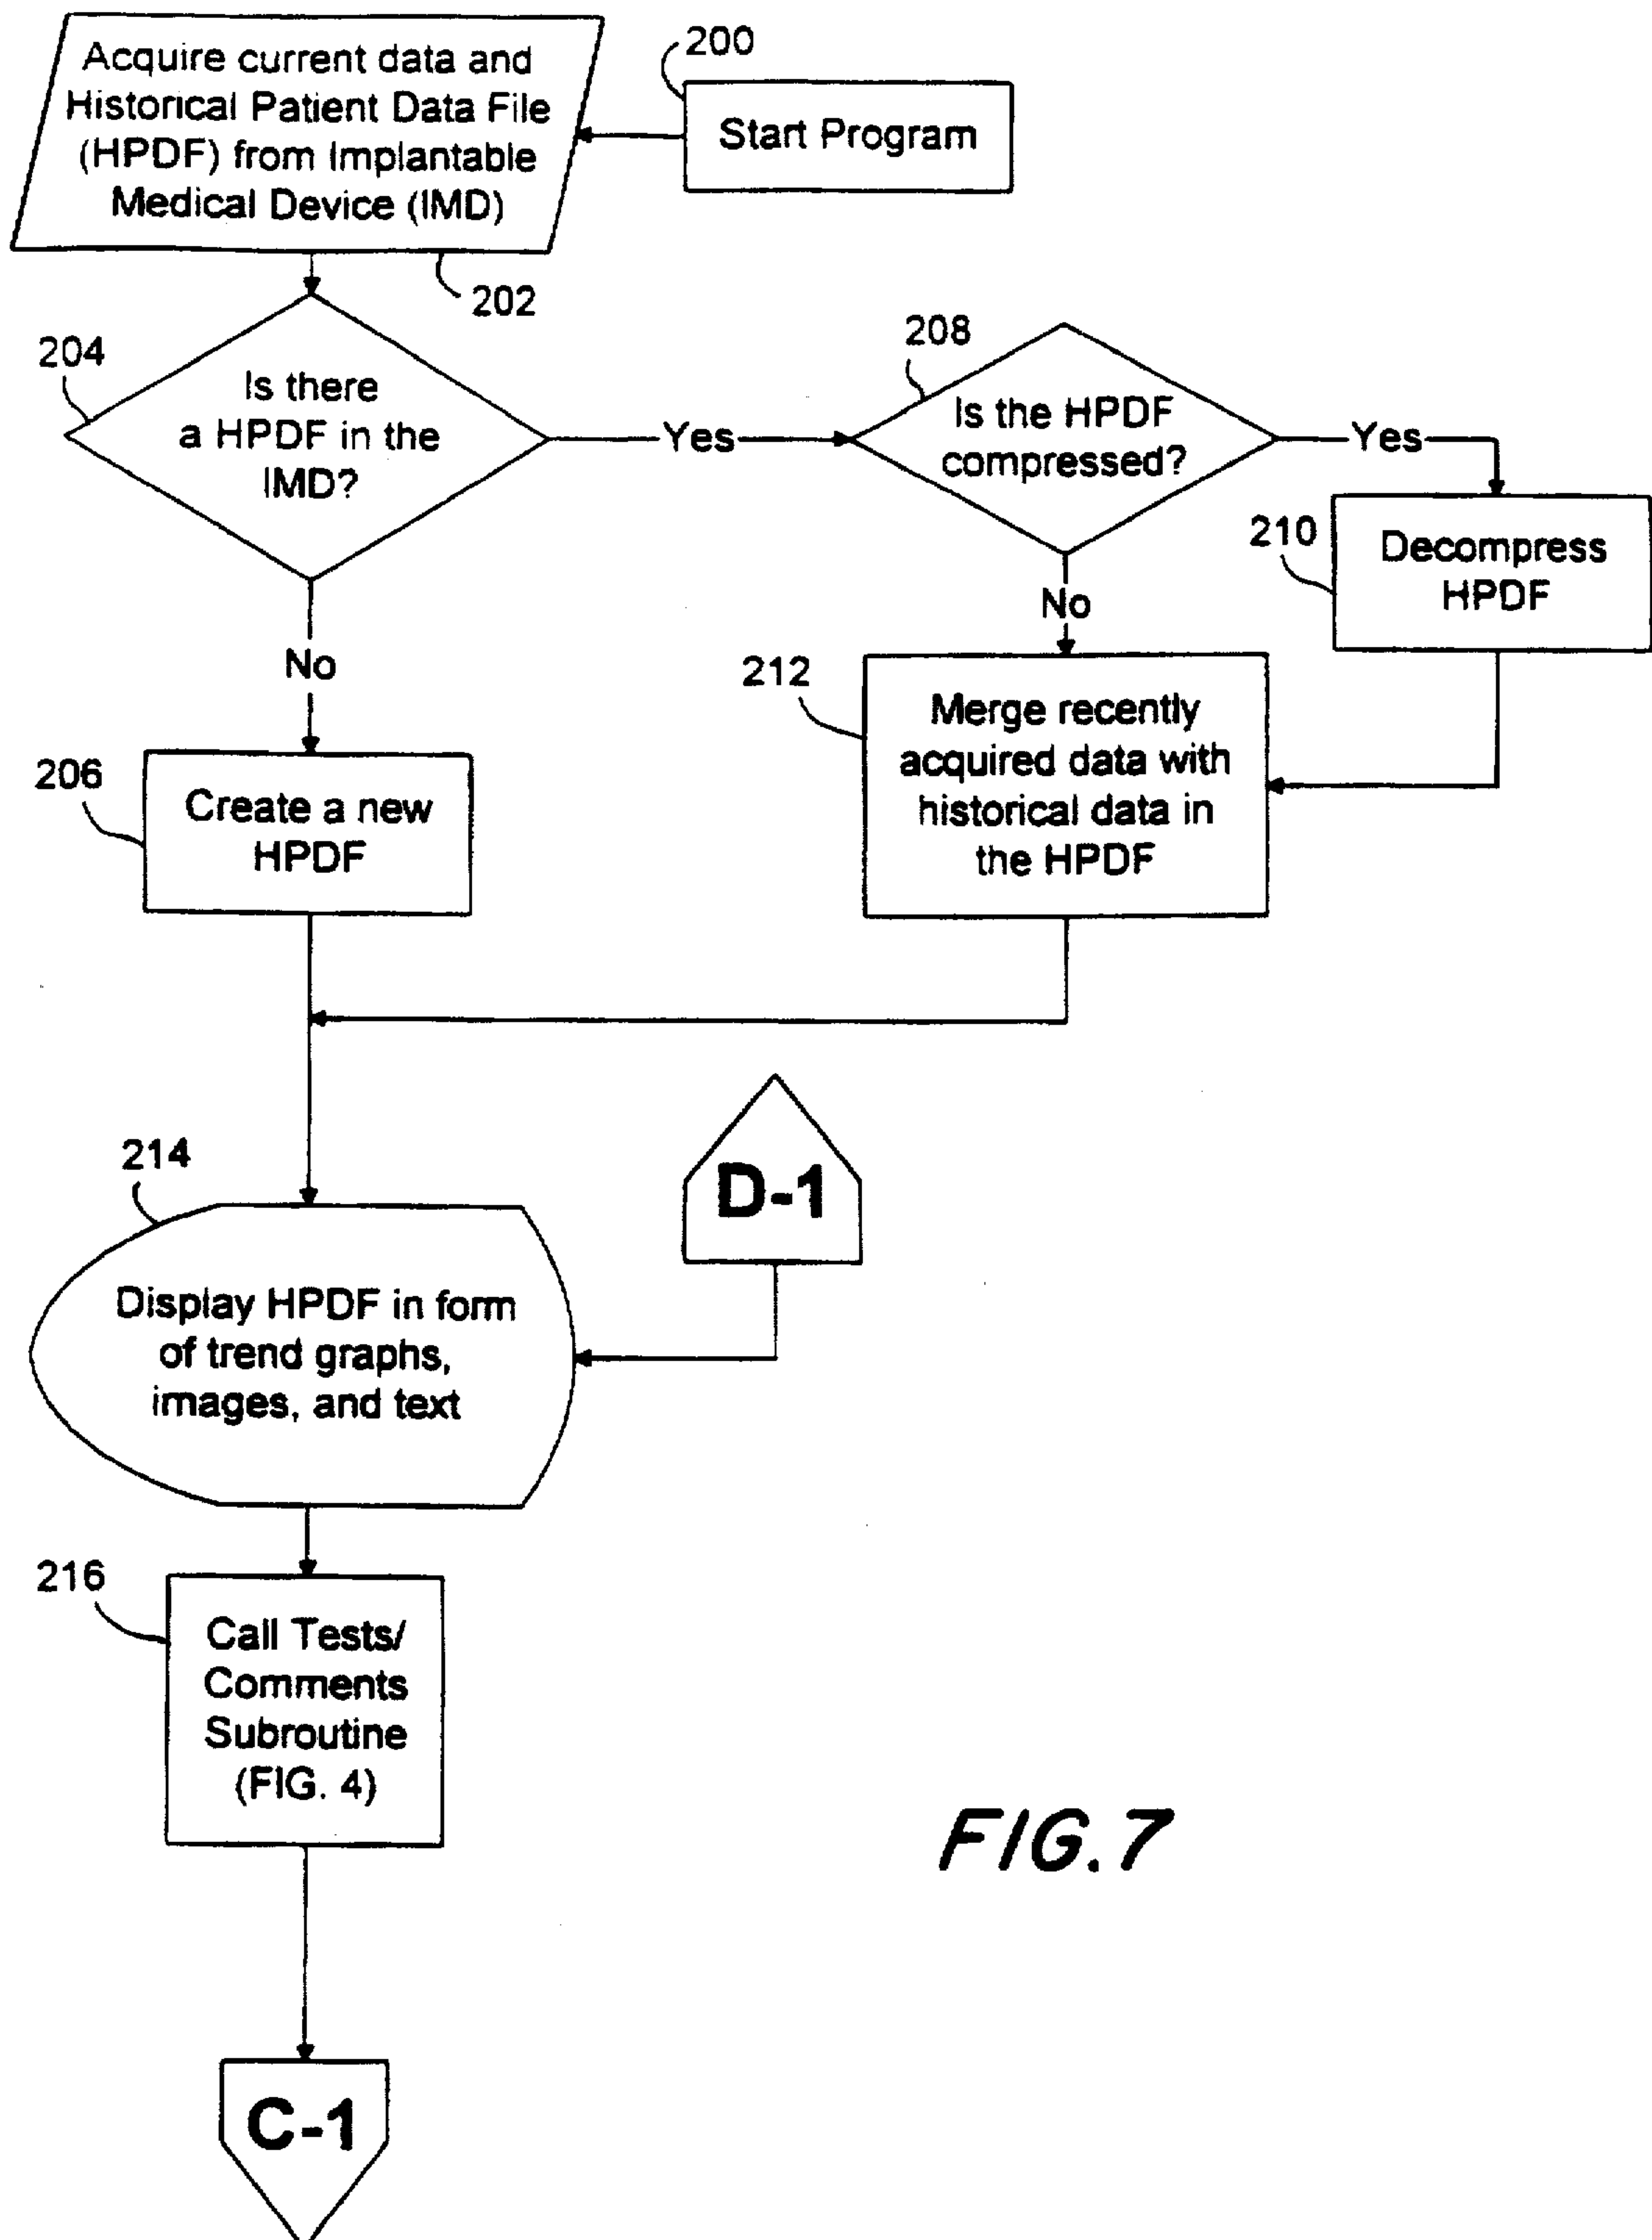 200
Start Program
Acquire current data and
Historical Patient Data File
(HPDF) from Implantable
Medical Device (IMD)
202
204
Is there
a HPDF in the
IMD?
Yes
No
208
Is the HPDF
compressed?
Yes
No
210
Decompress
HPDF
206
Create a new
HPDF
212
Merge recently
acquired data with
historical data in
the HPDF
D-1
214
Display HPDF in form
of trend graphs,
images, and text
216
Call Tests/
Comments
Subroutine
(FIG. 4)
C-1
FIG.7